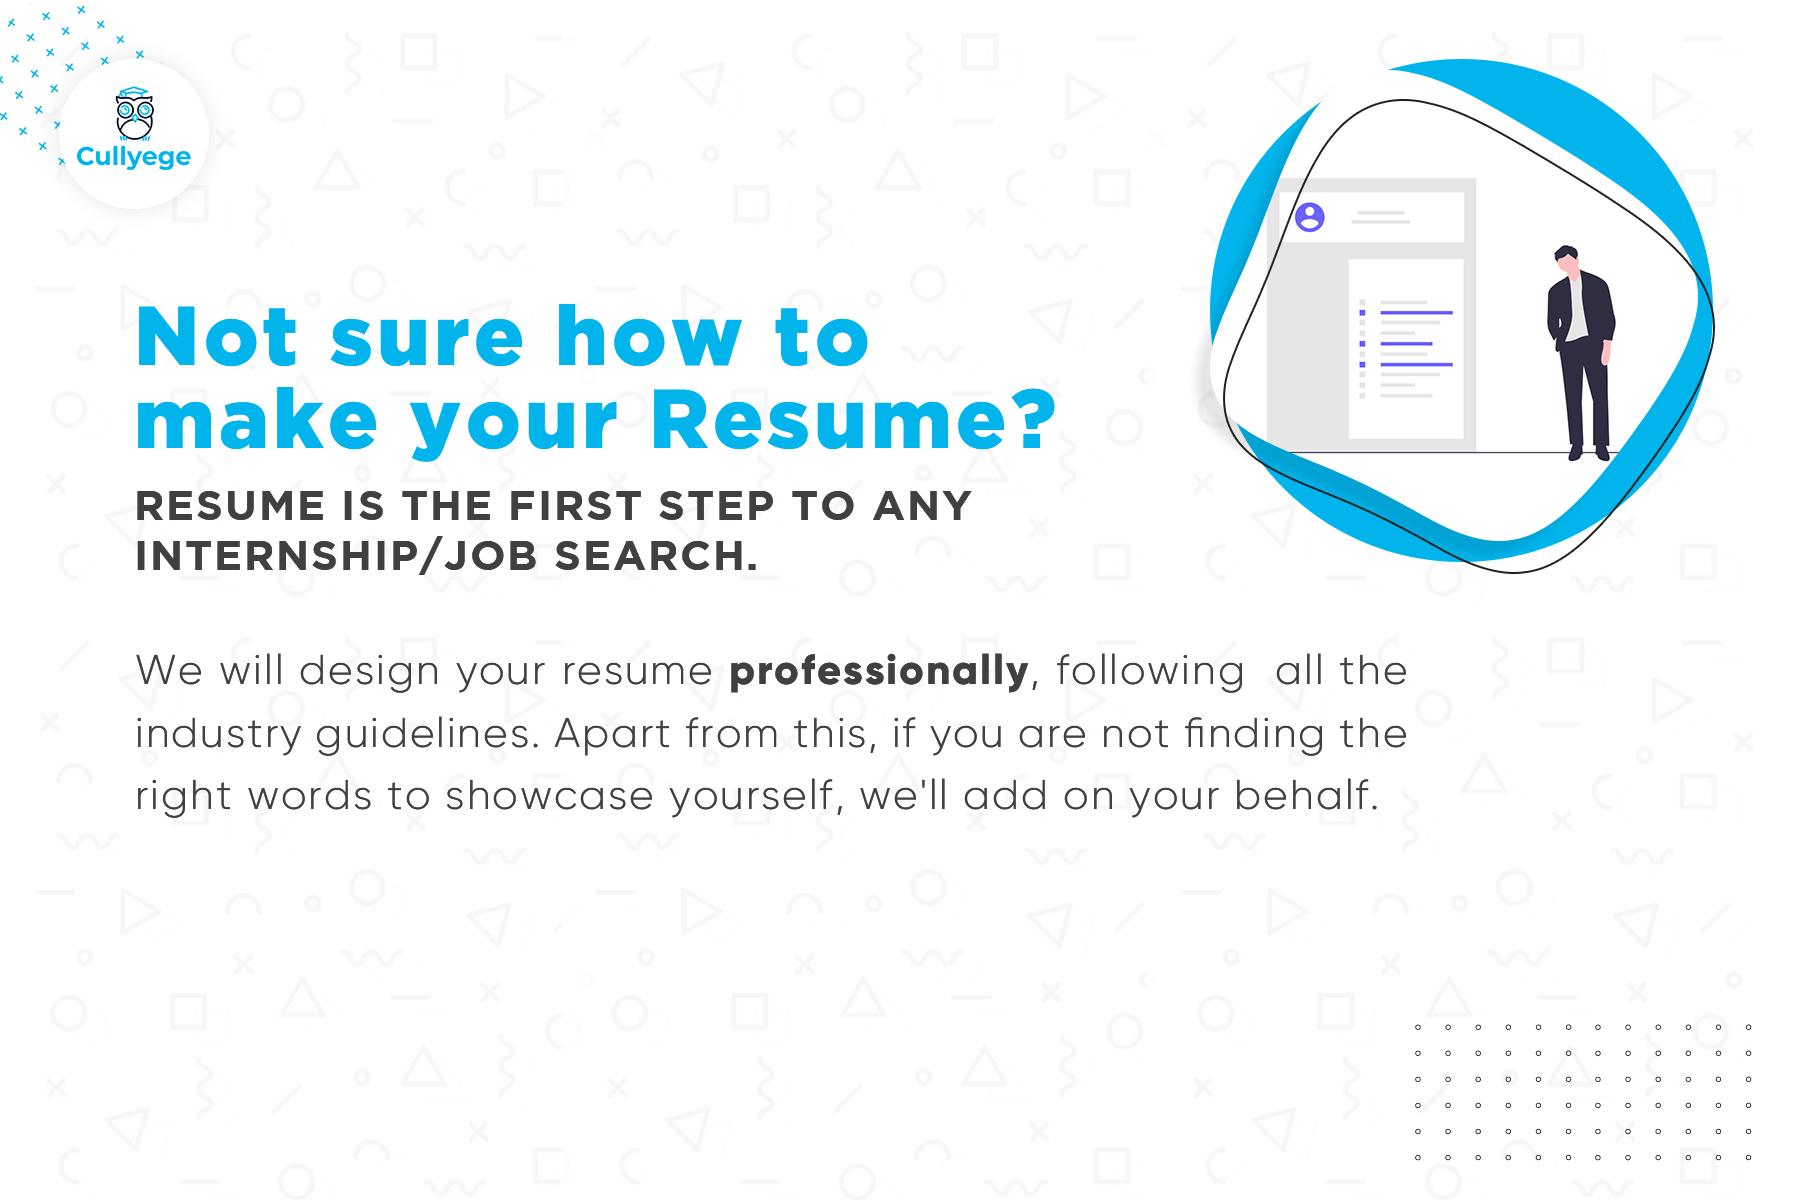 Cullyege
Not sure how to
make your Resume?
RESUME IS THE FIRST STEP TO ANY
INTERNSHIP/JOB SEARCH.
We will design your resume professionally, following  all the
industry guidelines. Apart from this, if you are not finding the
right words to showcase yourself, we'll add on your behalf.